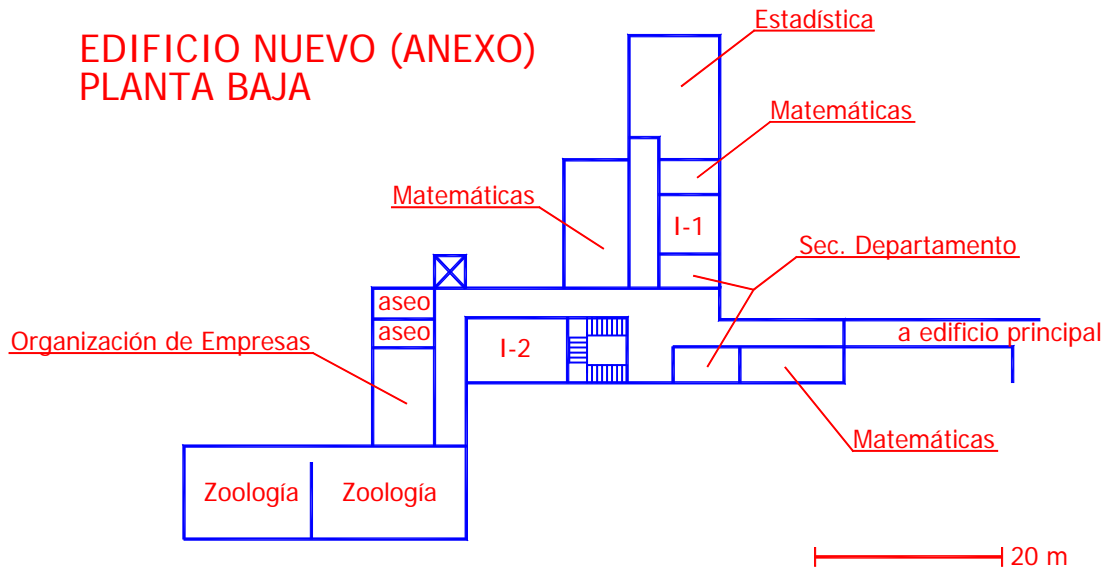 EDIFICIO NUEVO (ANEXO)
PLANTA BAJA
Estadística
Matemáticas
Matemáticas
I-1
Sec. Departamento
aseo
aseo
Organización de Empresas
I-2
a edificio principal
Matemáticas
Zoología
Zoología
20 m